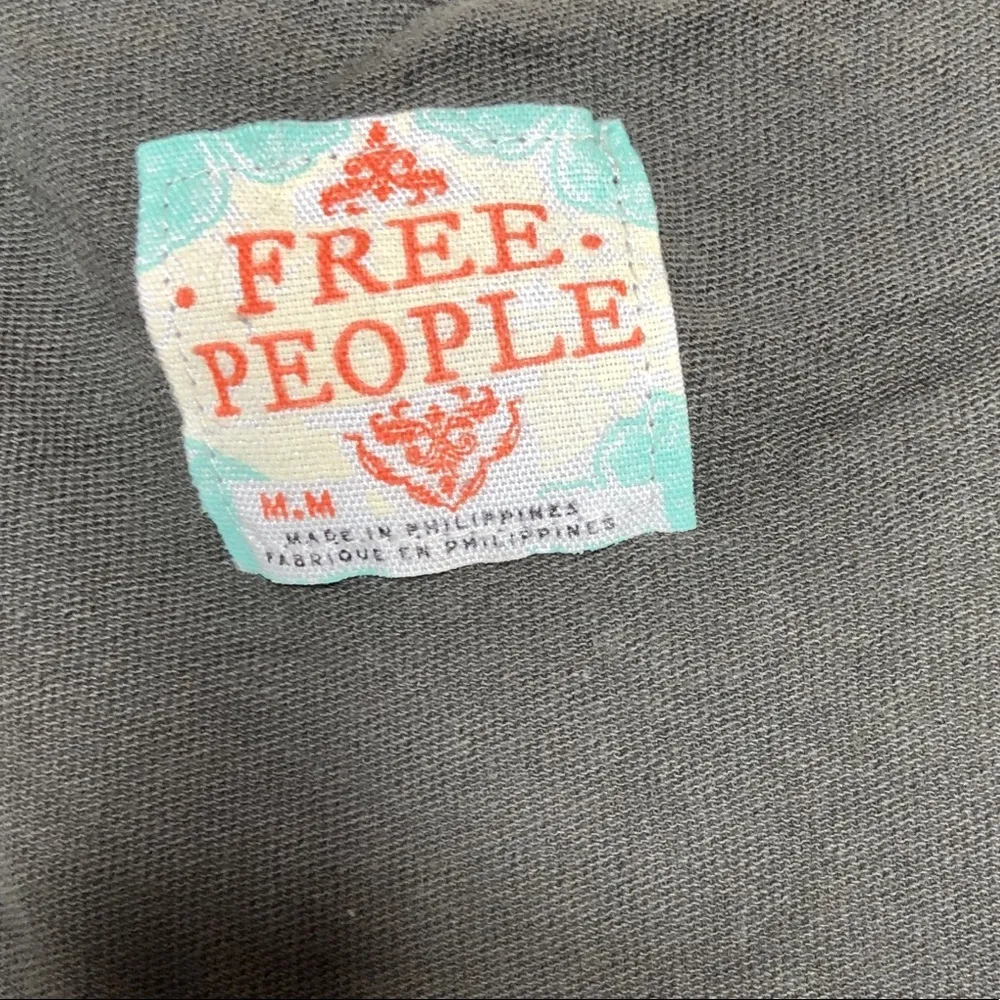 · FREE ·
PEOPLE
M.M
MADE IN PHILIPPINES
FABRIQUE EN PHILIPPINES